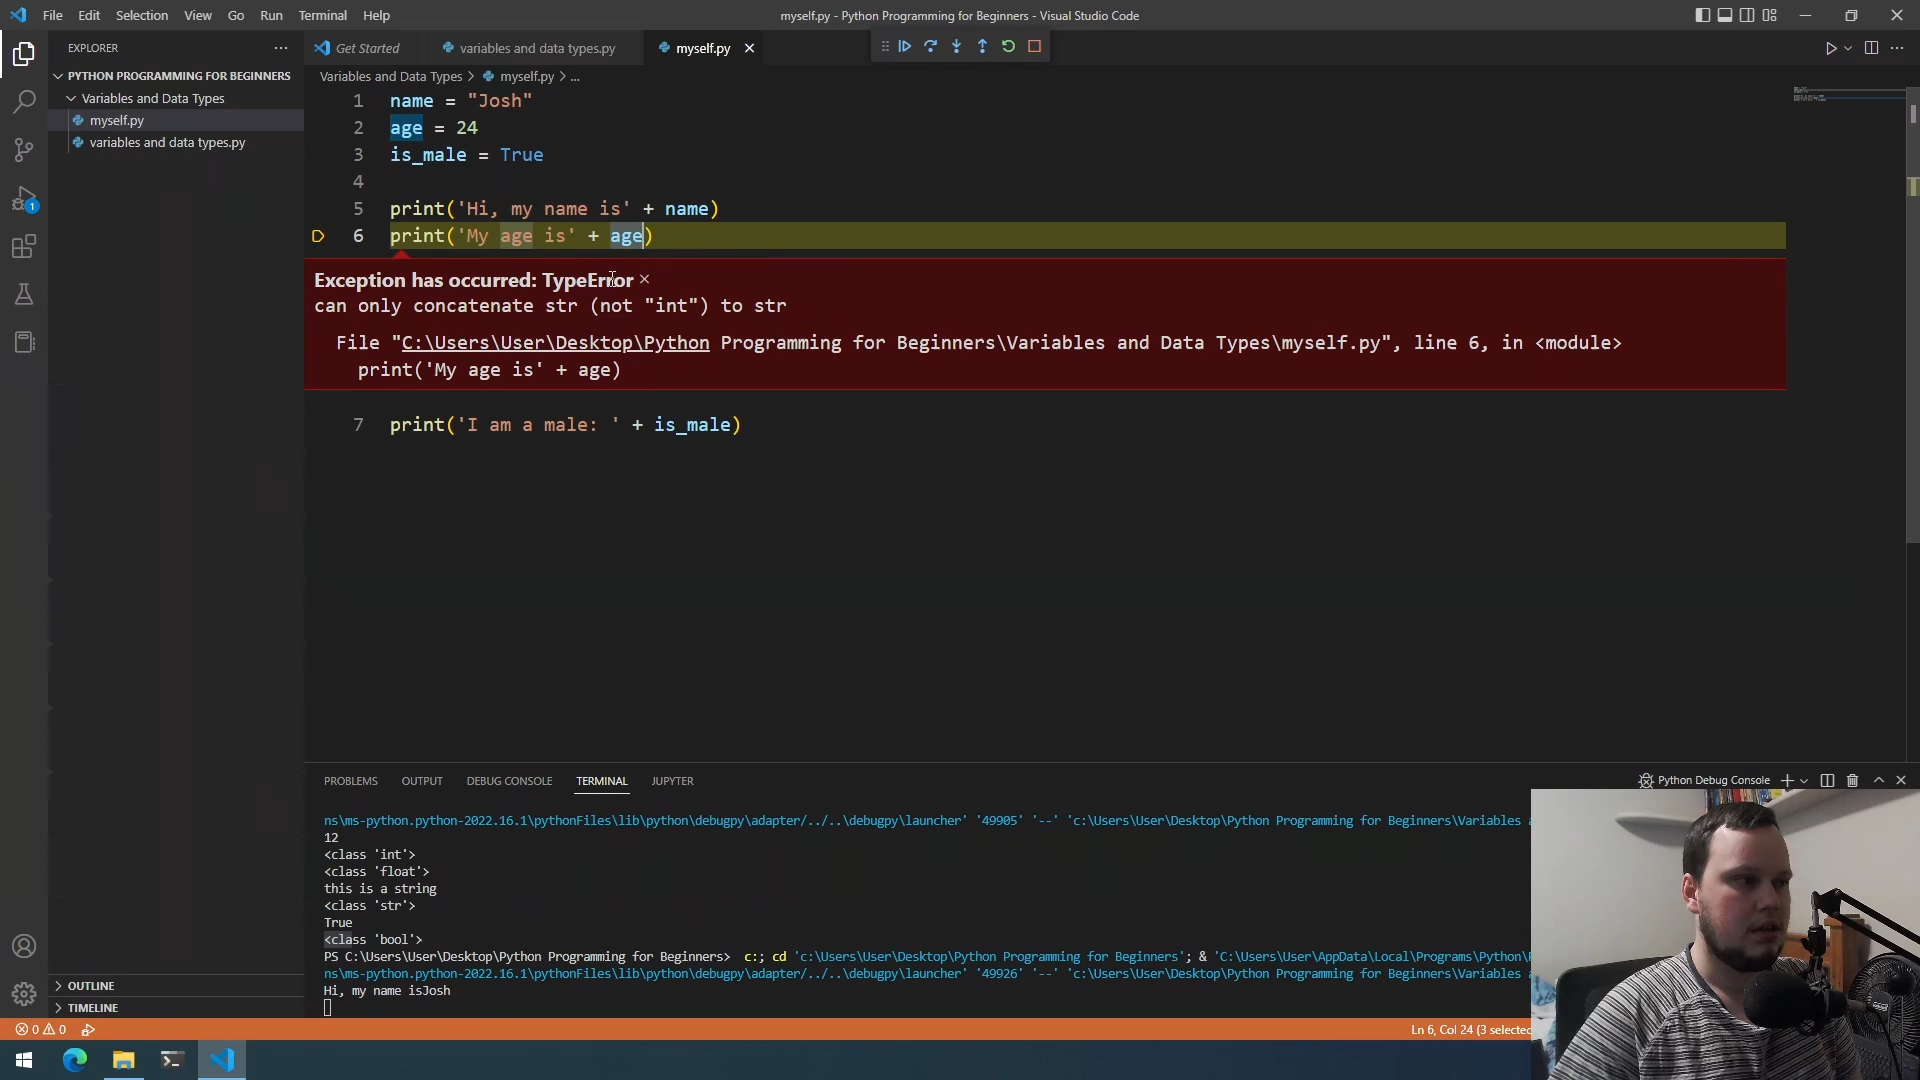 File Edit Selection View Go Run Terminal Help
myself.py - Python Programming for Beginners - Visual Studio Code
EXPLORER
PYTHON PROGRAMMING FOR BEGINNERS
Variables and Data Types
myself.py
variables and data types.py
OUTLINE
TIMELINE
1
Get Started
variables and data types.py
myself.py
Variables and Data Types > myself.py > ...
1 name = "Josh"
2 age = 24
3 is_male = True
4
5 print('Hi, my name is' + name)
6 print('My age is' + age)
Exception has occurred: TypeError
can only concatenate str (not "int") to str
File "C:\Users\User\Desktop\Python Programming for Beginners\Variables and Data Types\myself.py", line 6, in <module>
print('My age is' + age)
7 print('I am a male: ' + is_male)
PROBLEMS OUTPUT DEBUG CONSOLE TERMINAL JUPYTER
Python Debug Console
ns\ms-python.python-2022.16.1\pythonFiles\lib\python\debugpy\adapter/../..\debugpy\launcher' '49905' '--' 'c:\Users\User\Desktop\Python Programming for Beginners\Variables
12
<class 'int'>
<class 'float'>
this is a string
<class 'str'>
True
<class 'bool'>
PS C:\Users\User\Desktop\Python Programming for Beginners> c:; cd 'c:\Users\User\Desktop\Python Programming for Beginners'; & 'C:\Users\User\AppData\Local\Programs\Python\
ns\ms-python.python-2022.16.1\pythonFiles\lib\python\debugpy\adapter/../..\debugpy\launcher' '49926' '--' 'c:\Users\User\Desktop\Python Programming for Beginners\Variables
Hi, my name isJosh
0 0
Ln 6, Col 24 (3 selected